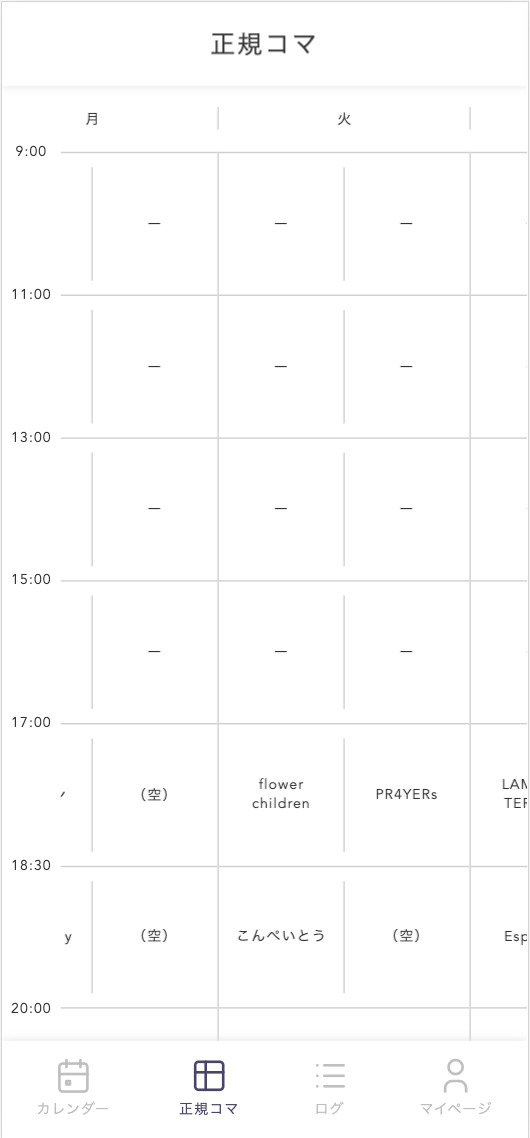 正規コマ
月 火
9:00
— — —
11:00
— — —
13:00
— — —
15:00
— — —
17:00
(空) flower children PR4YERs
18:30
y (空) こんぺいとう (空) Esp
20:00
カレンダー 正規コマ ログ マイページ